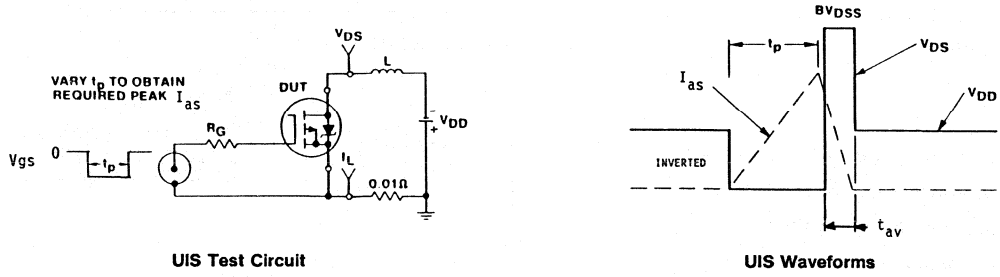 VDS
L
VARY tp TO OBTAIN
REQUIRED PEAK Ias
DUT
RG
VDD
-
+
Vgs 0
tp
IL
0.01Ω
UIS Test Circuit
BVDSS
tp
VDS
Ias
VDD
INVERTED
tav
UIS Waveforms